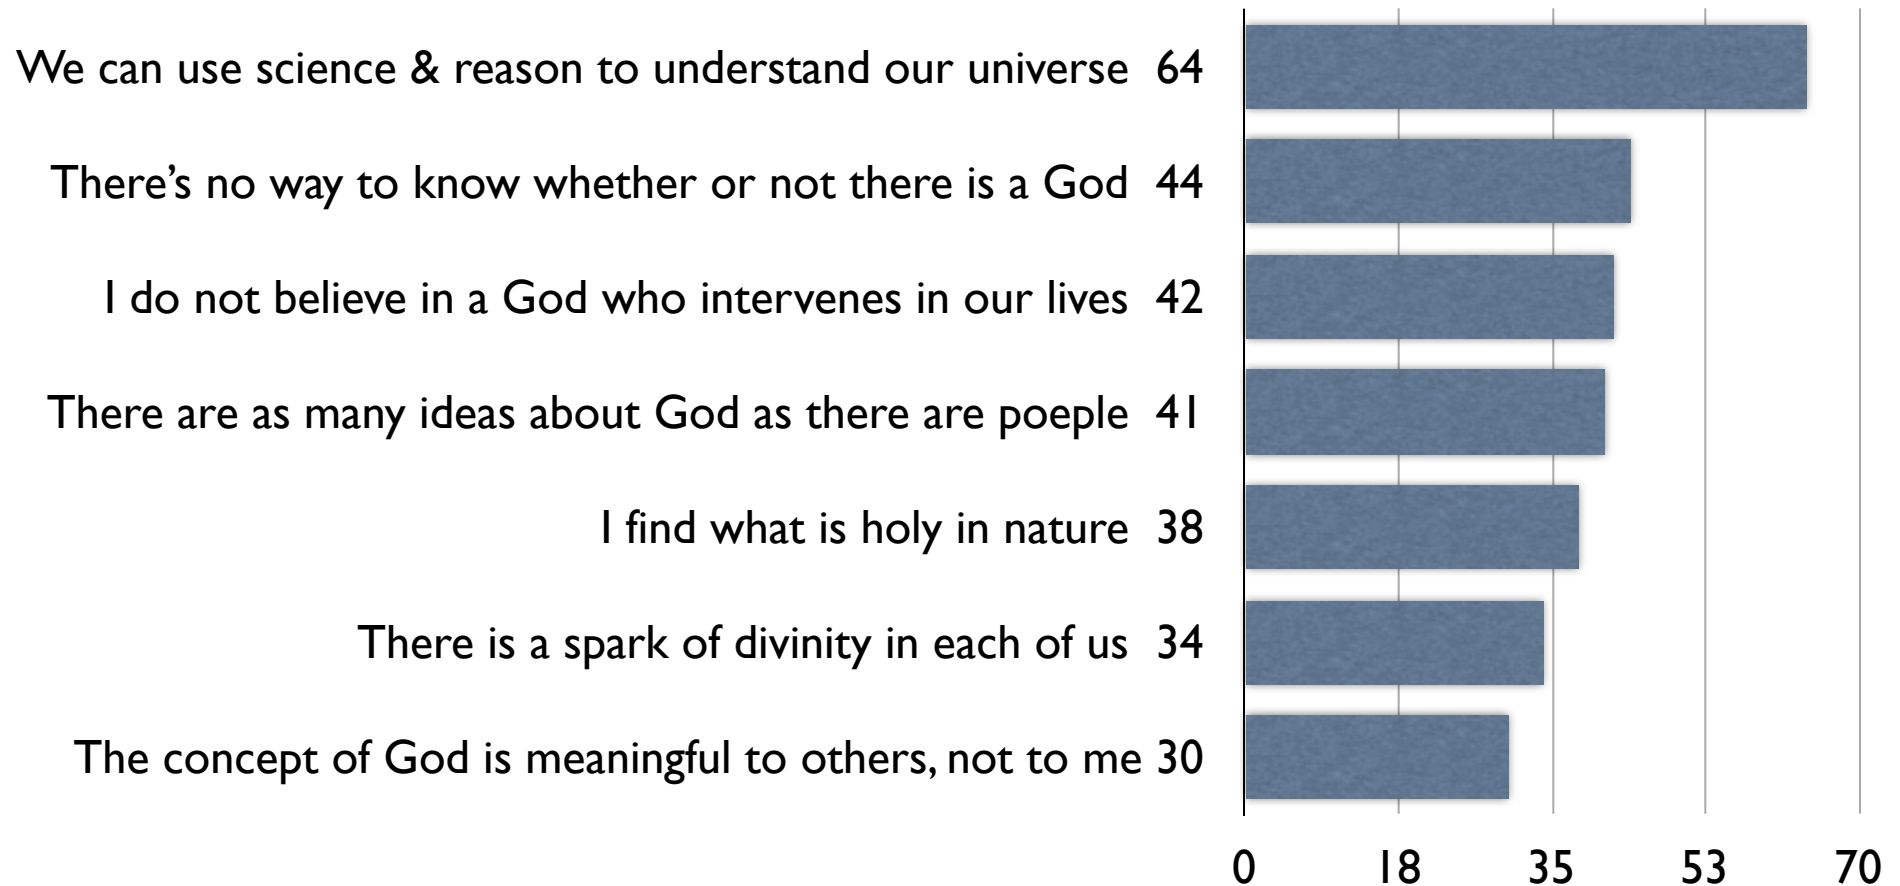 We can use science & reason to understand our universe 64
There’s no way to know whether or not there is a God 44
I do not believe in a God who intervenes in our lives 42
There are as many ideas about God as there are poeple 41
I find what is holy in nature 38
There is a spark of divinity in each of us 34
The concept of God is meaningful to others, not to me 30
0 18 35 53 70